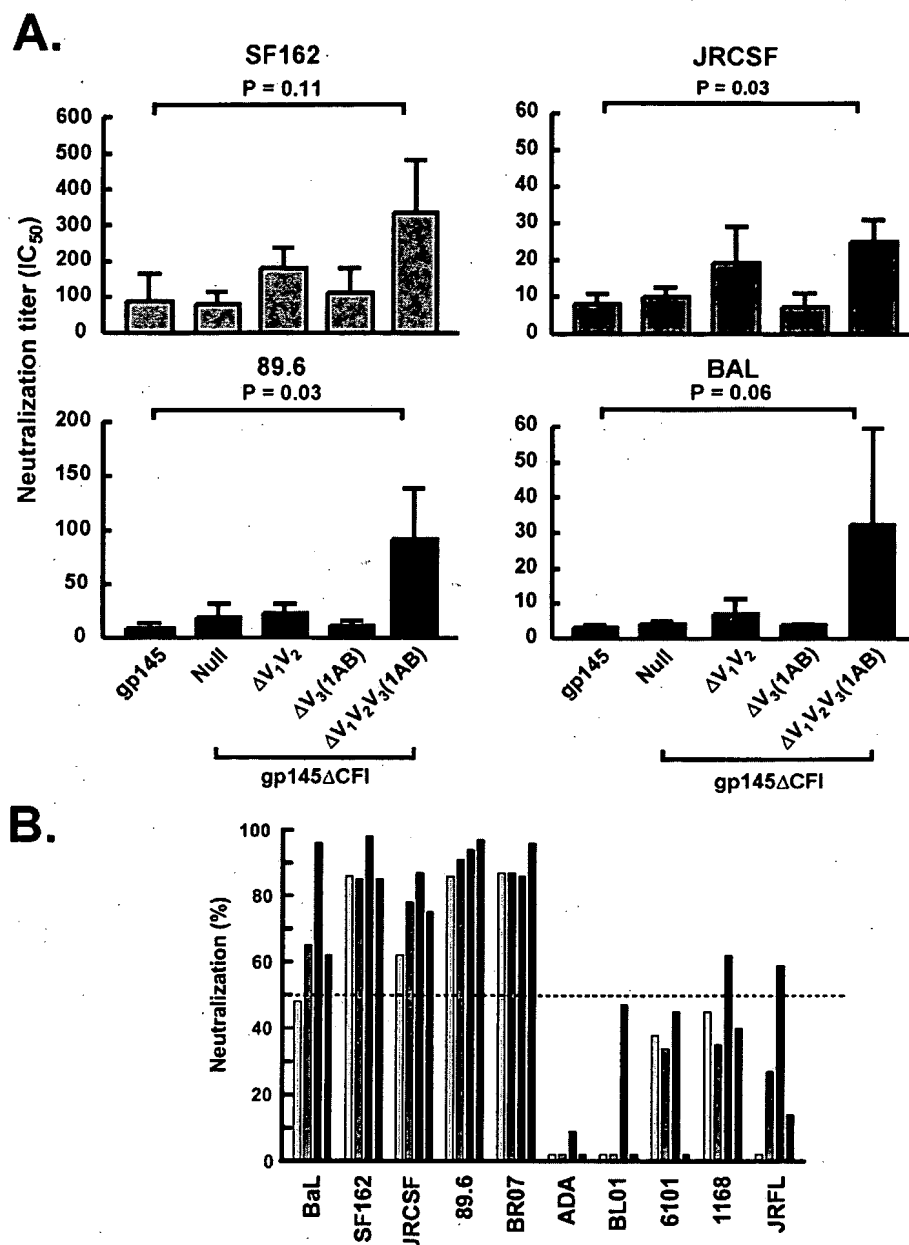 A.
SF162
P = 0.11
600
500
400
300
200
100
0
JRCSF
P = 0.03
60
50
40
30
20
10
0
Neutralization titer (IC50)
89.6
P = 0.03
200
150
100
50
0
BAL
P = 0.06
60
50
40
30
20
10
0
gp145
Null
ΔV1V2
ΔV3(1AB)
ΔV1V2V3(1AB)
gp145ΔCFI
gp145
Null
ΔV1V2
ΔV3(1AB)
ΔV1V2V3(1AB)
gp145ΔCFI
B.
Neutralization (%)
100
80
60
40
20
0
BaL
SF162
JRCSF
89.6
BR07
ADA
BL01
6101
1168
JRFL